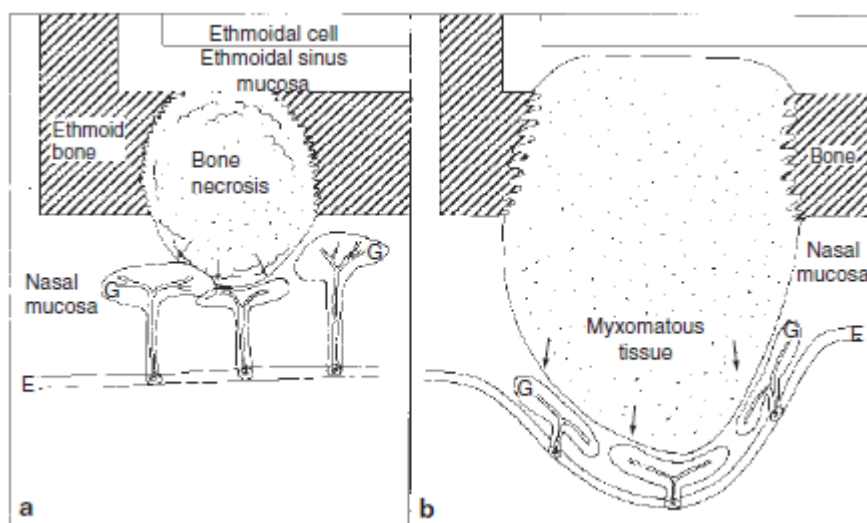 Ethmoidal cell
Ethmoidal sinus
mucosa
Ethmoid
bone
Bone
necrosis
G
Nasal
mucosa
G
E
a
Bone
Nasal
mucosa
Myxomatous
tissue
G
E
G
b